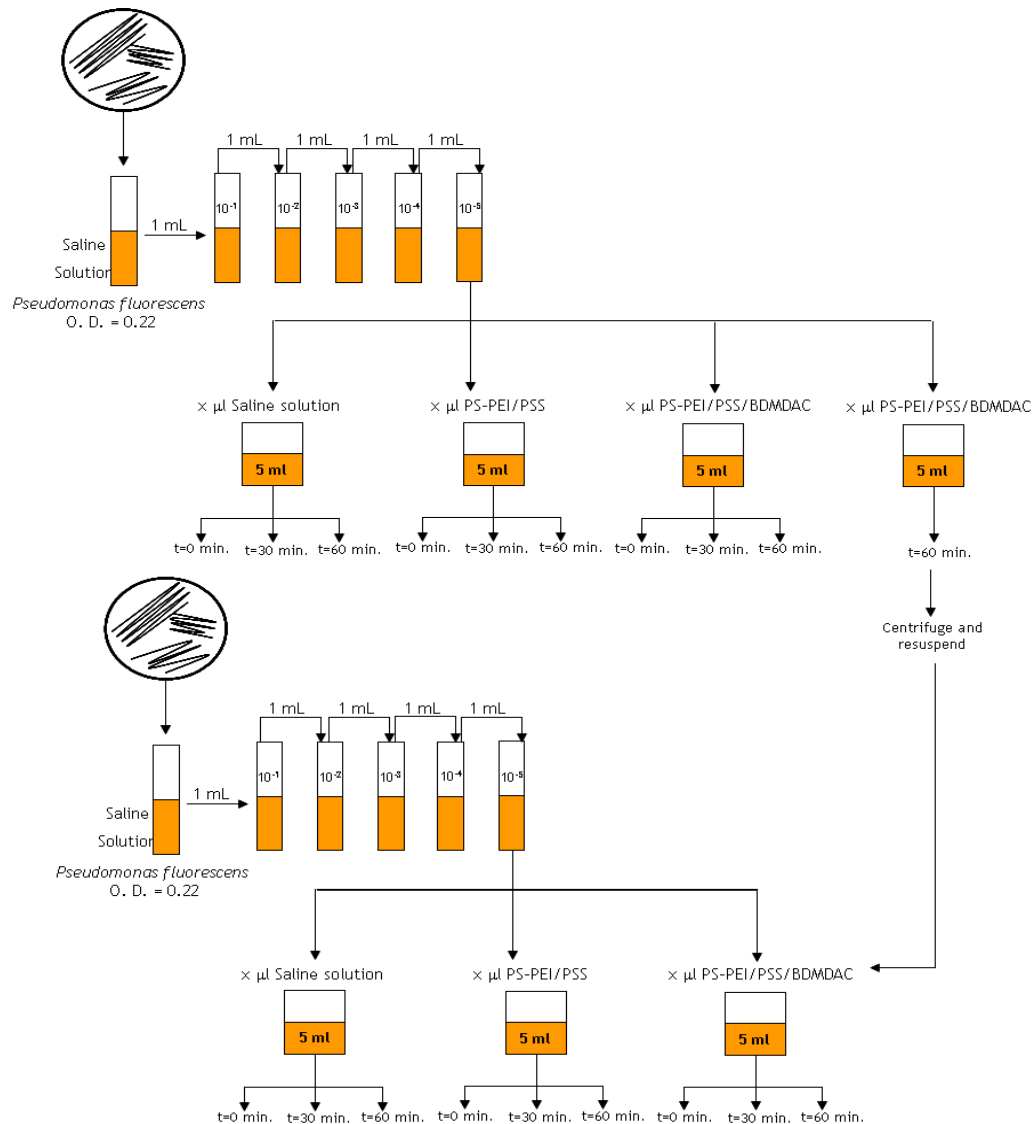 1 mL
1 mL
1 mL
1 mL
10⁻¹
10⁻²
10⁻³
10⁻⁴
10⁻⁵
1 mL
Saline
Solution
Pseudomonas fluorescens
O. D. = 0.22
× µl Saline solution
× µl PS-PEI/PSS
× µl PS-PEI/PSS/BDMDAC
× µl PS-PEI/PSS/BDMDAC
5 ml
5 ml
5 ml
5 ml
t=0 min.
t=30 min.
t=60 min.
t=0 min.
t=30 min.
t=60 min.
t=0 min.
t=30 min.
t=60 min.
t=60 min.
Centrifuge and
resuspend
1 mL
1 mL
1 mL
1 mL
10⁻¹
10⁻²
10⁻³
10⁻⁴
10⁻⁵
1 mL
Saline
Solution
Pseudomonas fluorescens
O. D. = 0.22
× µl Saline solution
× µl PS-PEI/PSS
× µl PS-PEI/PSS/BDMDAC
5 ml
5 ml
5 ml
t=0 min.
t=30 min.
t=60 min.
t=0 min.
t=30 min.
t=60 min.
t=0 min.
t=30 min.
t=60 min.